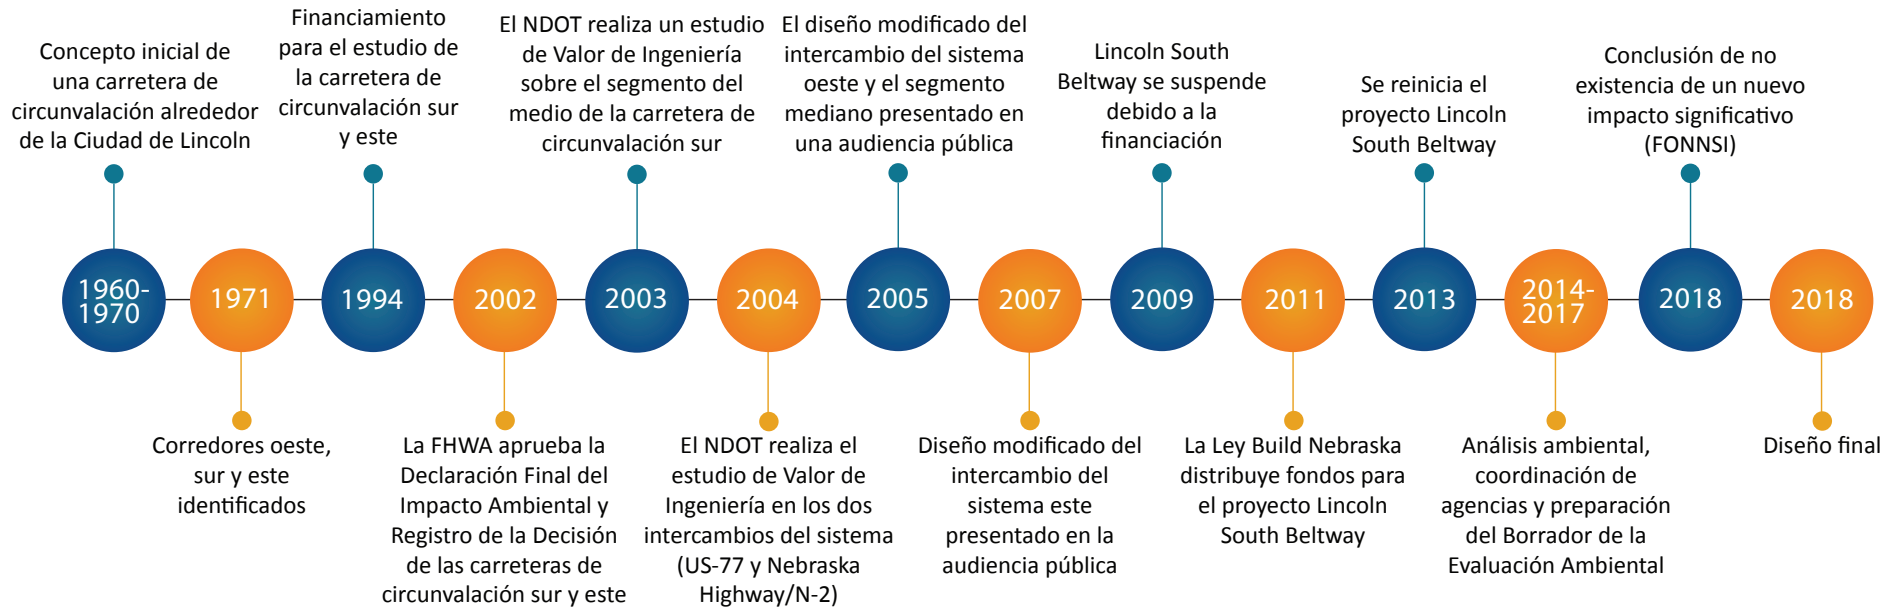 Concepto inicial de
una carretera de
circunvalación alrededor
de la Ciudad de Lincoln
1960-
1970
1971
Corredores oeste,
sur y este
identificados
Financiamiento
para el estudio de
la carretera de
circunvalación sur
y este
1994
2002
La FHWA aprueba la
Declaración Final del
Impacto Ambiental y
Registro de la Decisión
de las carreteras de
circunvalación sur y este
El NDOT realiza un estudio
de Valor de Ingeniería
sobre el segmento del
medio de la carretera de
circunvalación sur
2003
2004
El NDOT realiza el
estudio de Valor de
Ingeniería en los dos
intercambios del sistema
(US-77 y Nebraska
Highway/N-2)
El diseño modificado del
intercambio del sistema
oeste y el segmento
mediano presentado en
una audiencia pública
2005
2007
Diseño modificado del
intercambio del
sistema este
presentado en la
audiencia pública
Lincoln South
Beltway se suspende
debido a la
financiación
2009
2011
La Ley Build Nebraska
distribuye fondos para
el proyecto Lincoln
South Beltway
Se reinicia el
proyecto Lincoln
South Beltway
2013
2014-
2017
Análisis ambiental,
coordinación de
agencias y preparación
del Borrador de la
Evaluación Ambiental
Conclusión de no
existencia de un nuevo
impacto significativo
(FONNSI)
2018
2018
Diseño final